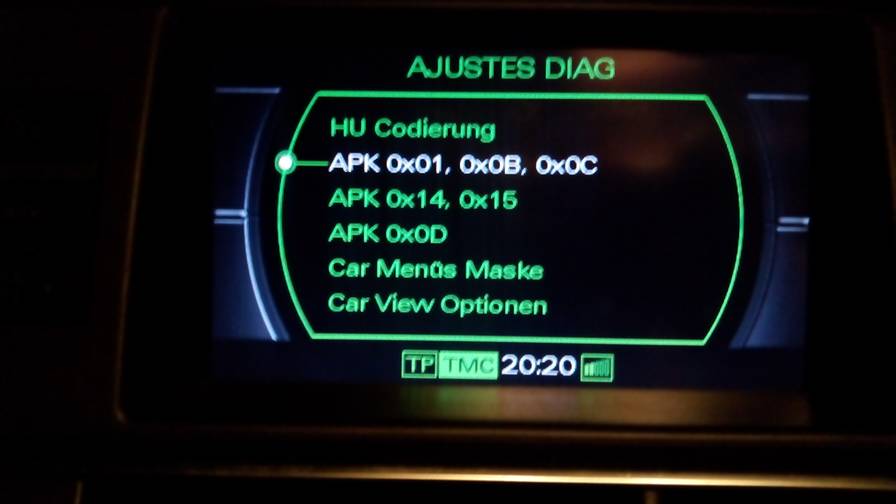 AJUSTES DIAG
HU Codierung
APK 0x01, 0x0B, 0x0C
APK 0x14, 0x15
APK 0x0D
Car Menüs Maske
Car View Optionen
TP TMC 20:20